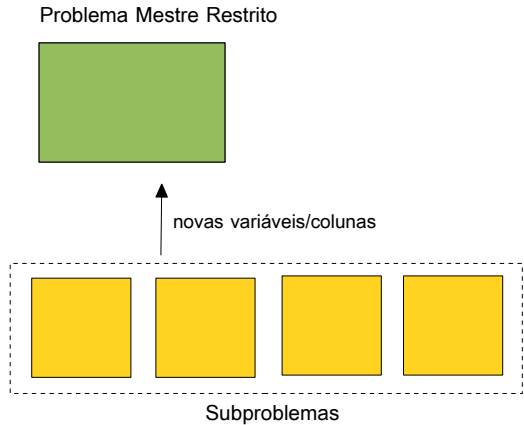 Problema Mestre Restrito
novas variáveis/colunas
Subproblemas